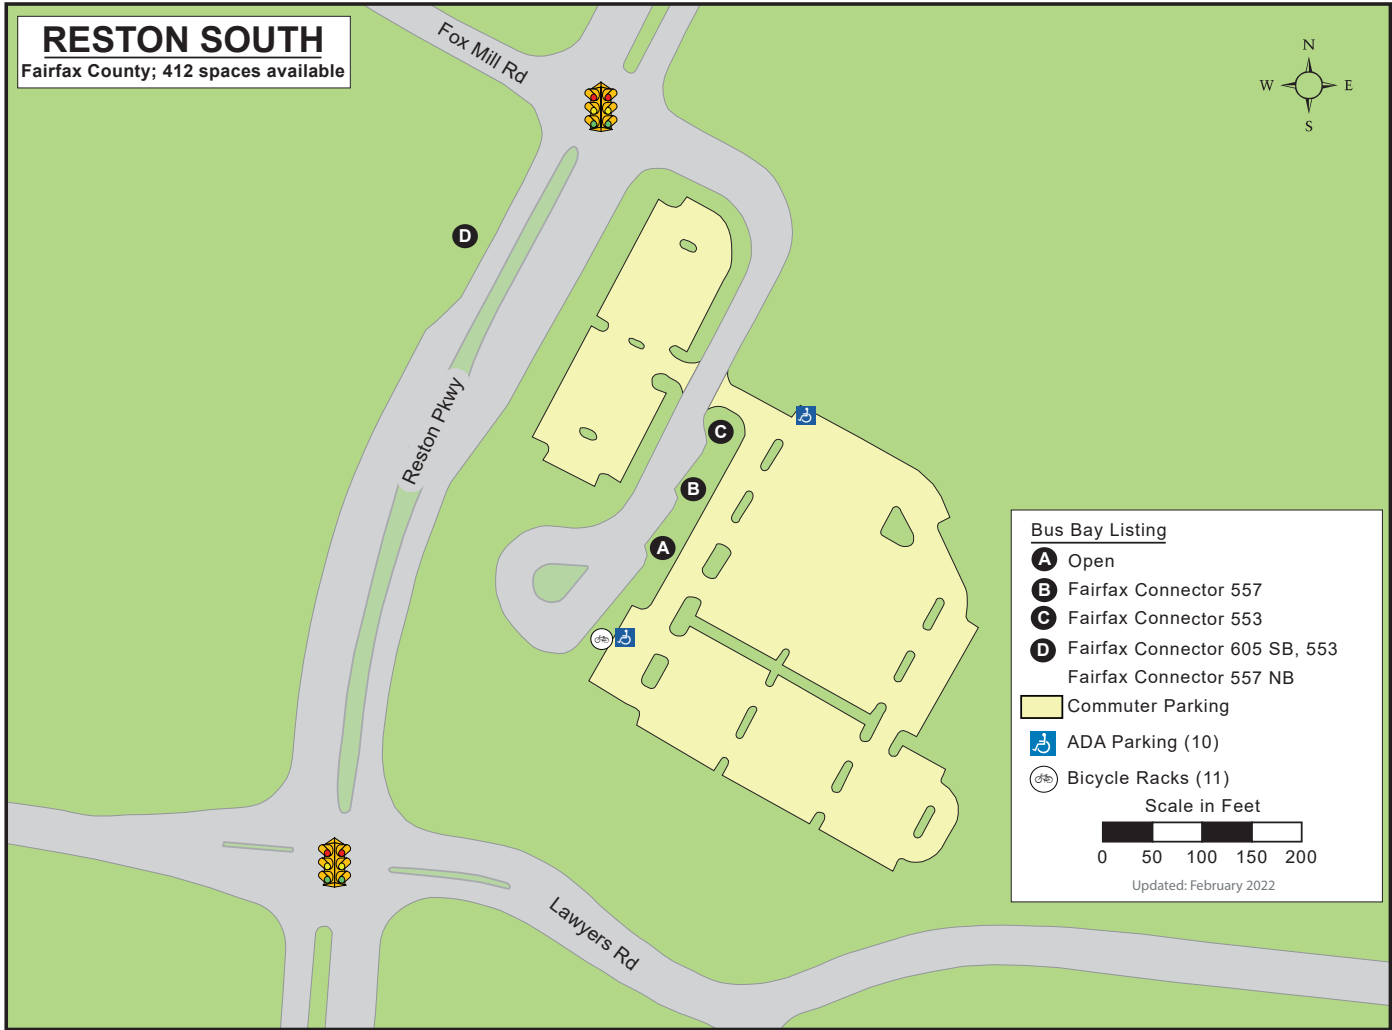 RESTON SOUTH
Fairfax County; 412 spaces available
Fox Mill Rd
N
W
E
S
D
Reston Pkwy
C
B
A
Lawyers Rd
Bus Bay Listing
A Open
B Fairfax Connector 557
C Fairfax Connector 553
D Fairfax Connector 605 SB, 553
Fairfax Connector 557 NB
Commuter Parking
ADA Parking (10)
Bicycle Racks (11)
Scale in Feet
0 50 100 150 200
Updated: February 2022